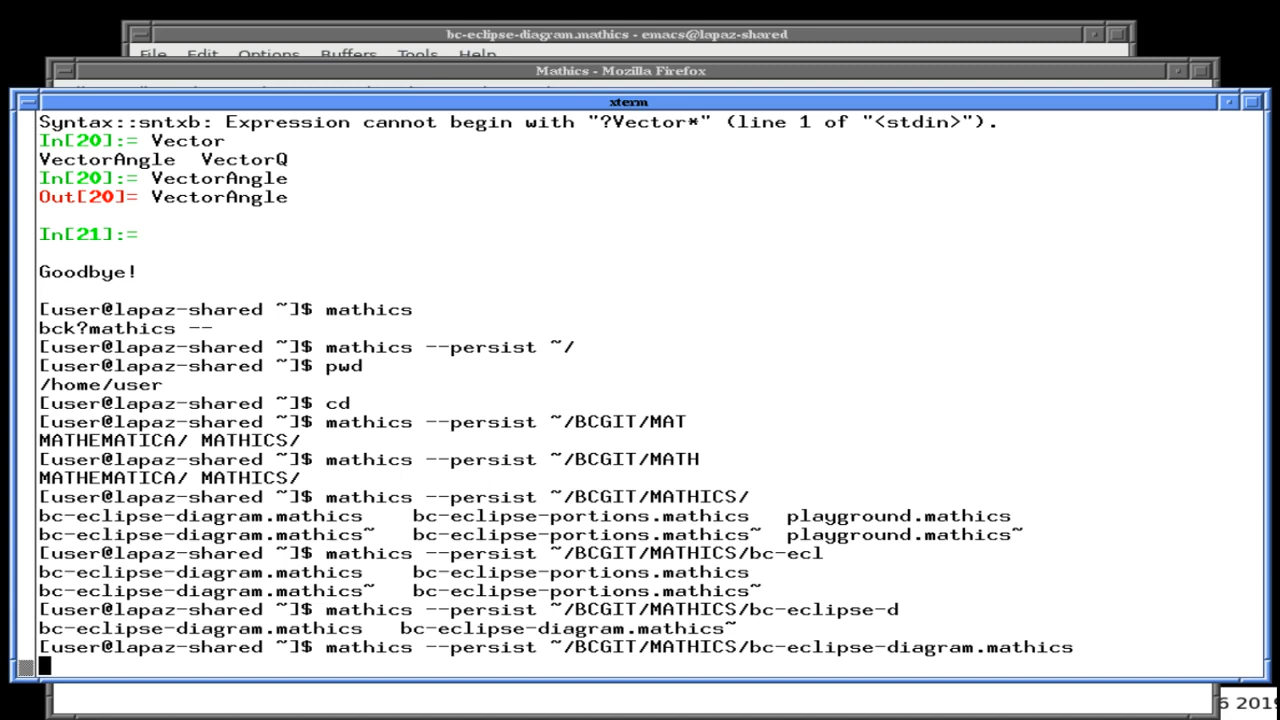 bc-eclipse-diagram.mathics - emacs@lapaz-shared
File Edit Options Buffers Tools Help
Mathics - Mozilla Firefox
xterm
Syntax::sntxb: Expression cannot begin with "?Vector*" (line 1 of "<stdin>").
In[20]:= Vector
VectorAngle  VectorQ
In[20]:= VectorAngle
Out[20]= VectorAngle
In[21]:=
Goodbye!
[user@lapaz-shared ~]$ mathics
bck?mathics --
[user@lapaz-shared ~]$ mathics --persist ~/
[user@lapaz-shared ~]$ pwd
/home/user
[user@lapaz-shared ~]$ cd
[user@lapaz-shared ~]$ mathics --persist ~/BCGIT/MAT
MATHEMATICA/ MATHICS/
[user@lapaz-shared ~]$ mathics --persist ~/BCGIT/MATH
MATHEMATICA/ MATHICS/
[user@lapaz-shared ~]$ mathics --persist ~/BCGIT/MATHICS/
bc-eclipse-diagram.mathics    bc-eclipse-portions.mathics   playground.mathics
bc-eclipse-diagram.mathics~   bc-eclipse-portions.mathics~  playground.mathics~
[user@lapaz-shared ~]$ mathics --persist ~/BCGIT/MATHICS/bc-ecl
bc-eclipse-diagram.mathics    bc-eclipse-portions.mathics
bc-eclipse-diagram.mathics~   bc-eclipse-portions.mathics~
[user@lapaz-shared ~]$ mathics --persist ~/BCGIT/MATHICS/bc-eclipse-d
bc-eclipse-diagram.mathics   bc-eclipse-diagram.mathics~
[user@lapaz-shared ~]$ mathics --persist ~/BCGIT/MATHICS/bc-eclipse-diagram.mathics